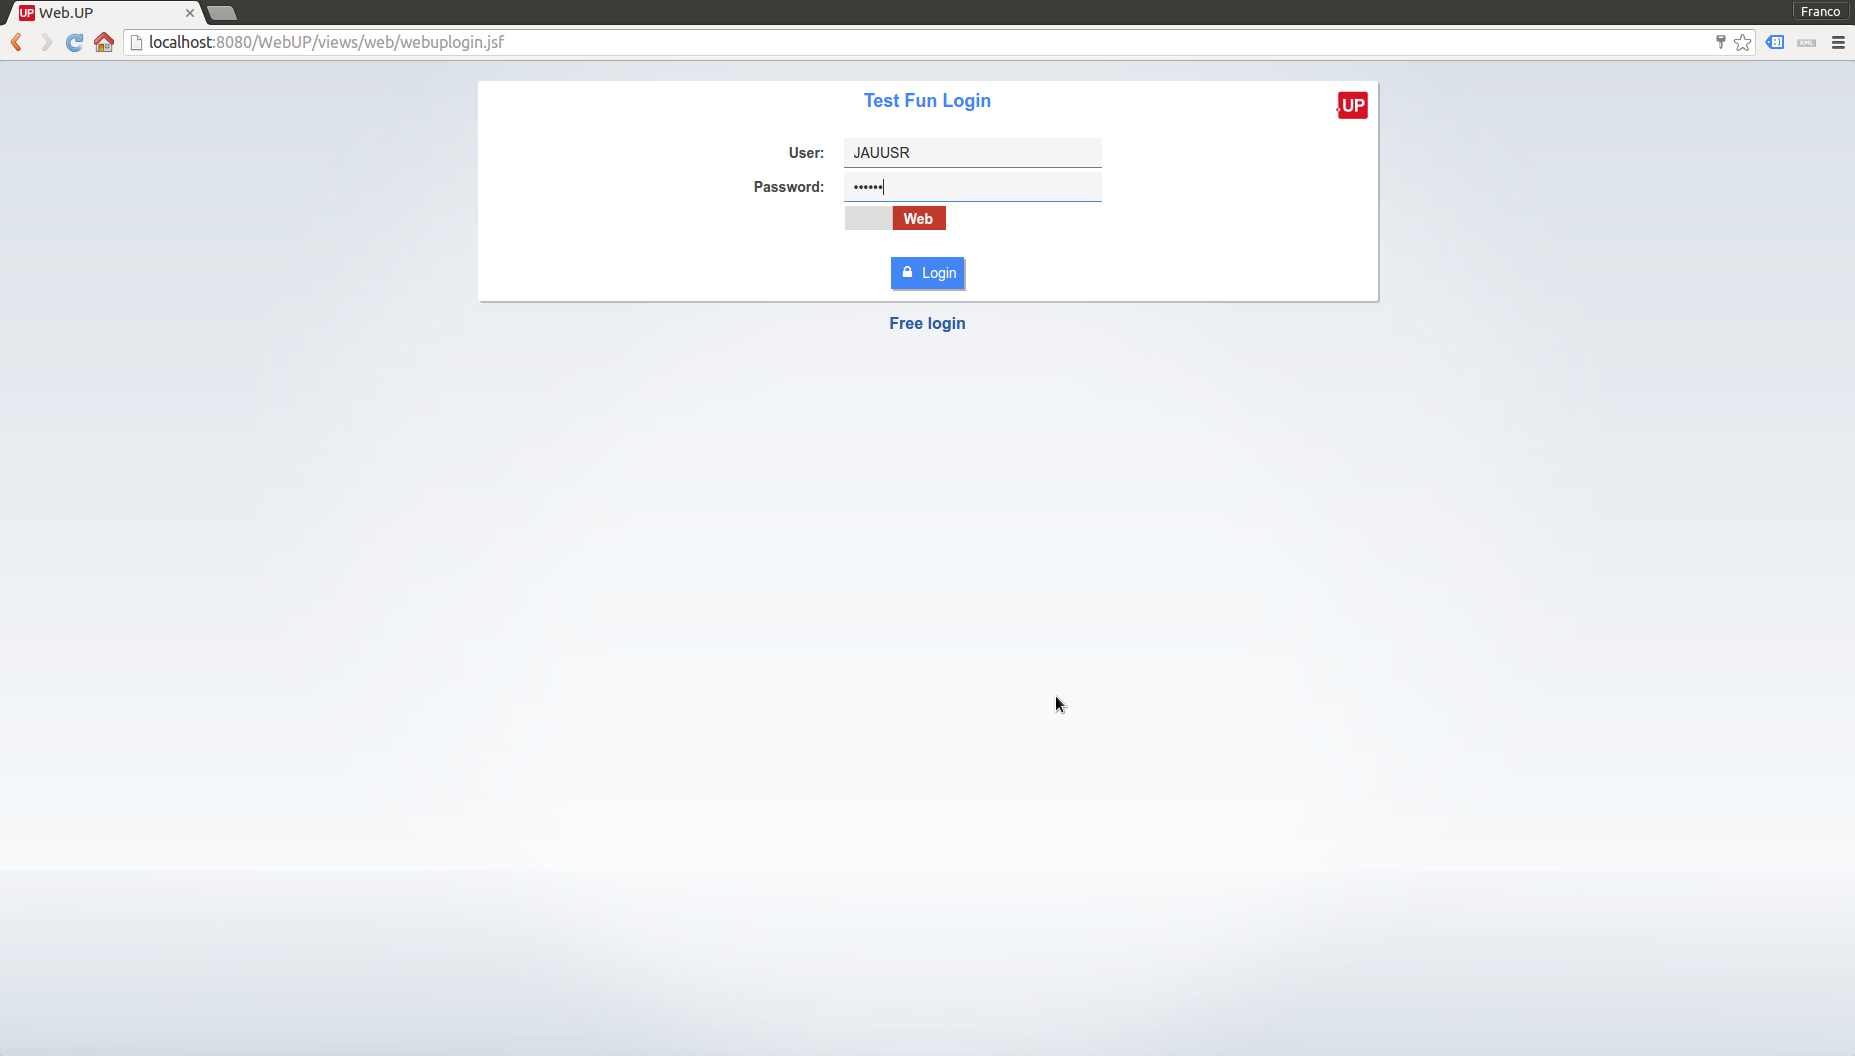 UP Web.UP
Franco
localhost:8080/WebUP/views/web/webuplogin.jsf
XML
Test Fun Login
.UP
User: JAUUSR
Password: ••••••
Web
Login
Free login